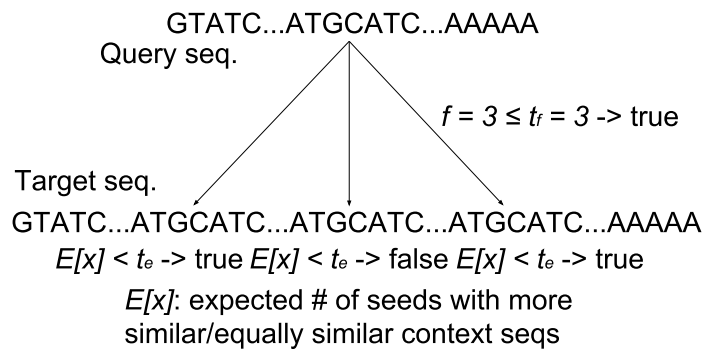 GTATC...ATGCATC...AAAAA
Query seq.
f = 3 ≤ tf = 3 -> true
Target seq.
GTATC...ATGCATC...ATGCATC...ATGCATC...AAAAA
E[x] < te -> true E[x] < te -> false E[x] < te -> true
E[x]: expected # of seeds with more
similar/equally similar context seqs